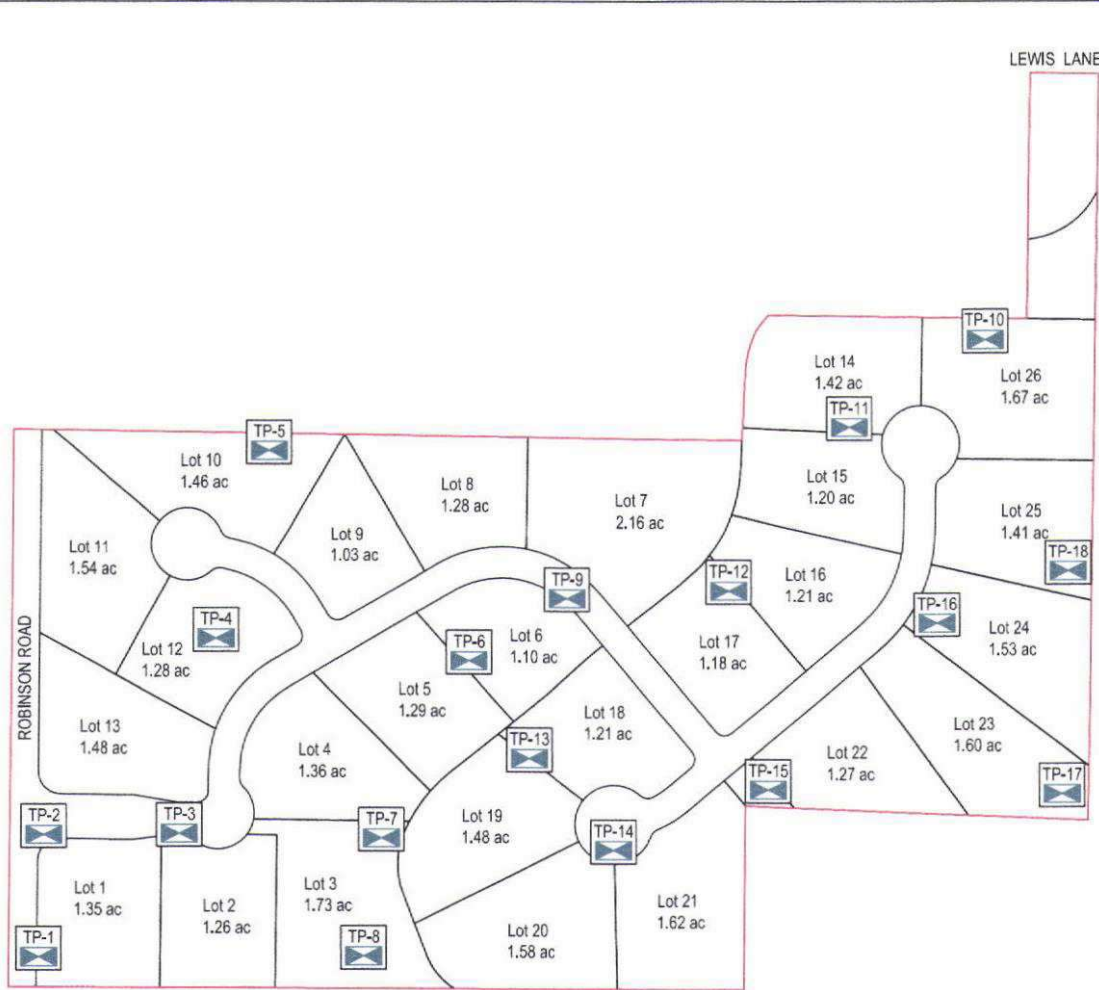 LEWIS LANE
TP-10
Lot 14
1.42 ac
Lot 26
1.67 ac
TP-11
TP-5
Lot 10
1.46 ac
Lot 8
1.28 ac
Lot 7
2.16 ac
Lot 15
1.20 ac
Lot 25
1.41 ac
Lot 9
1.03 ac
Lot 11
1.54 ac
TP-18
TP-12
Lot 16
1.21 ac
TP-9
TP-16
TP-4
Lot 24
1.53 ac
Lot 12
1.28 ac
TP-6
Lot 6
1.10 ac
Lot 17
1.18 ac
Lot 5
1.29 ac
ROBINSON ROAD
Lot 13
1.48 ac
Lot 18
1.21 ac
Lot 23
1.60 ac
Lot 4
1.36 ac
TP-13
Lot 22
1.27 ac
TP-15
TP-17
TP-2
TP-3
TP-7
Lot 19
1.48 ac
TP-14
Lot 1
1.35 ac
Lot 2
1.26 ac
Lot 3
1.73 ac
Lot 21
1.62 ac
TP-1
TP-8
Lot 20
1.58 ac